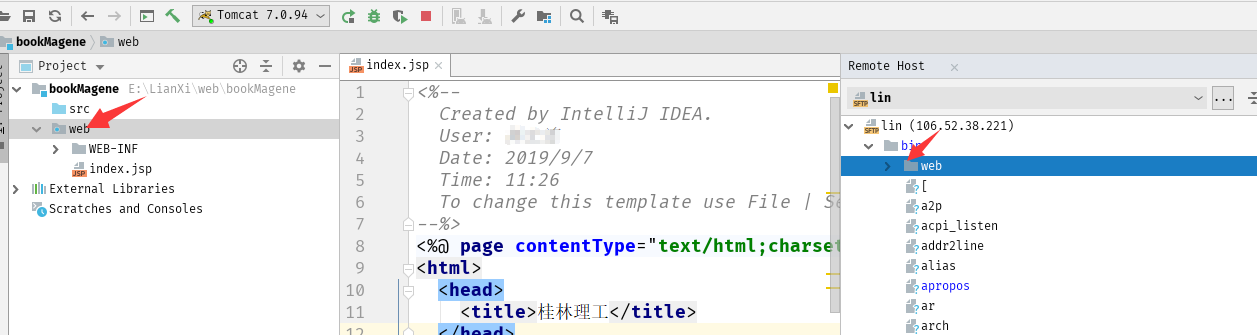 Tomcat 7.0.94
bookMagene
web
Project
bookMagene E:\LianXi\web\bookMagene
src
web
WEB-INF
index.jsp
External Libraries
Scratches and Consoles
index.jsp
1 <%--
2 Created by IntelliJ IDEA.
3 User:
4 Date: 2019/9/7
5 Time: 11:26
6 To change this template use File | Se
7 --%>
8 <%@ page contentType="text/html;charset
9 <html>
10 <head>
11 <title>桂林理工</title>
12 </head>
Remote Host
lin
...
lin (106.52.38.221)
bin
web
[
a2p
acpi_listen
addr2line
alias
apropos
ar
arch